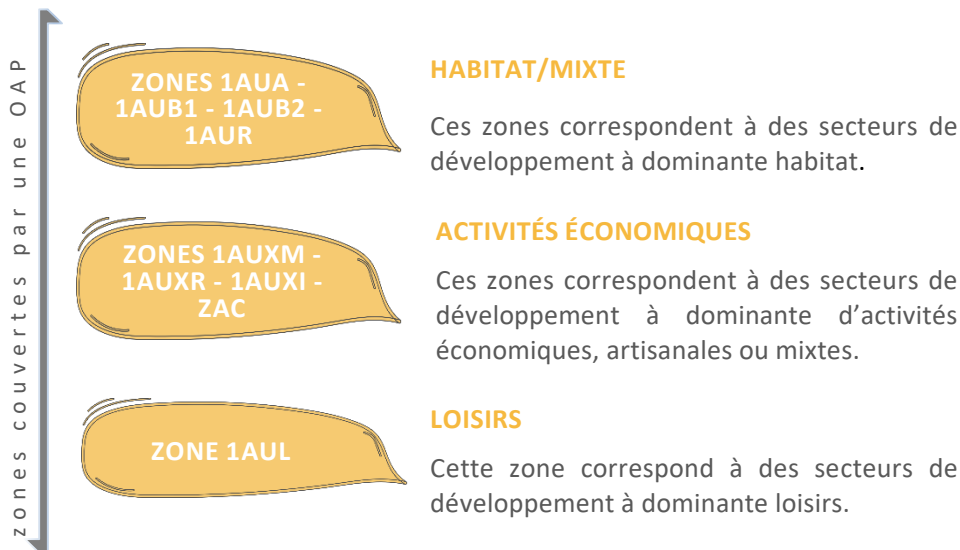 zones couvertes par une OAP
ZONES 1AUA -
1AUB1 - 1AUB2 -
1AUR
HABITAT/MIXTE
Ces zones correspondent à des secteurs de
développement à dominante habitat.
ZONES 1AUXM -
1AUXR - 1AUXI -
ZAC
ACTIVITÉS ÉCONOMIQUES
Ces zones correspondent à des secteurs de
développement à dominante d’activités
économiques, artisanales ou mixtes.
ZONE 1AUL
LOISIRS
Cette zone correspond à des secteurs de
développement à dominante loisirs.